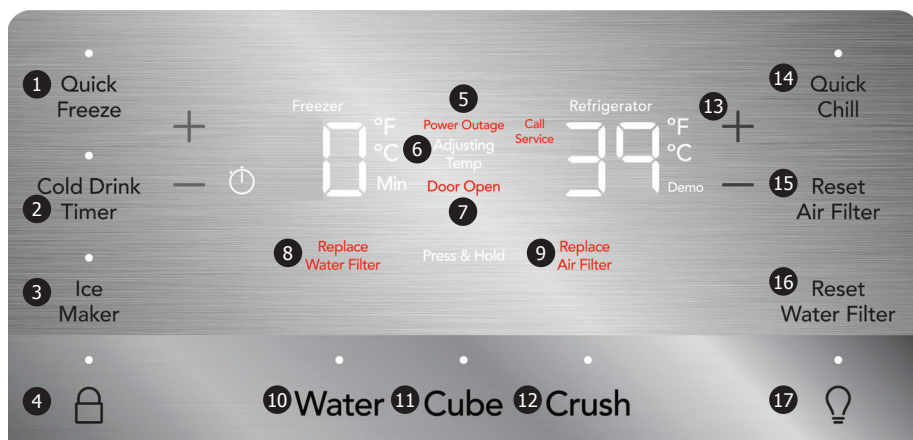 1 Quick
Freeze
2 Cold Drink
Timer
3 Ice
Maker
4
Freezer
0 °F
°C
Min
5
Power Outage
6 Adjusting
Temp
Door Open
7
Call
Service
Refrigerator
39 °F
°C
Demo
13
8 Replace
Water Filter
Press & Hold
9 Replace
Air Filter
14 Quick
Chill
15 Reset
Air Filter
16 Reset
Water Filter
10 Water
11 Cube
12 Crush
17